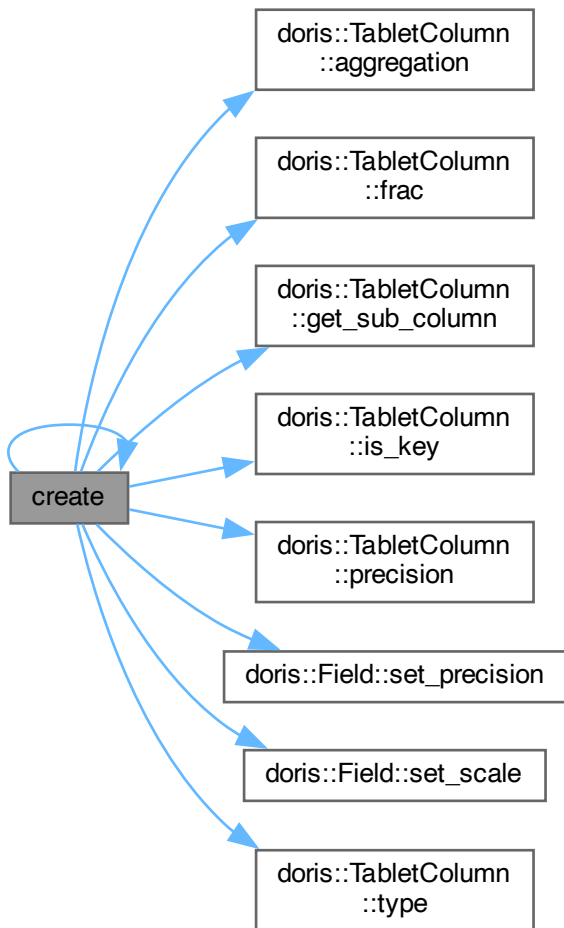 doris::TabletColumn
::aggregation
doris::TabletColumn
::frac
doris::TabletColumn
::get_sub_column
doris::TabletColumn
::is_key
create
doris::TabletColumn
::precision
doris::Field::set_precision
doris::Field::set_scale
doris::TabletColumn
::type